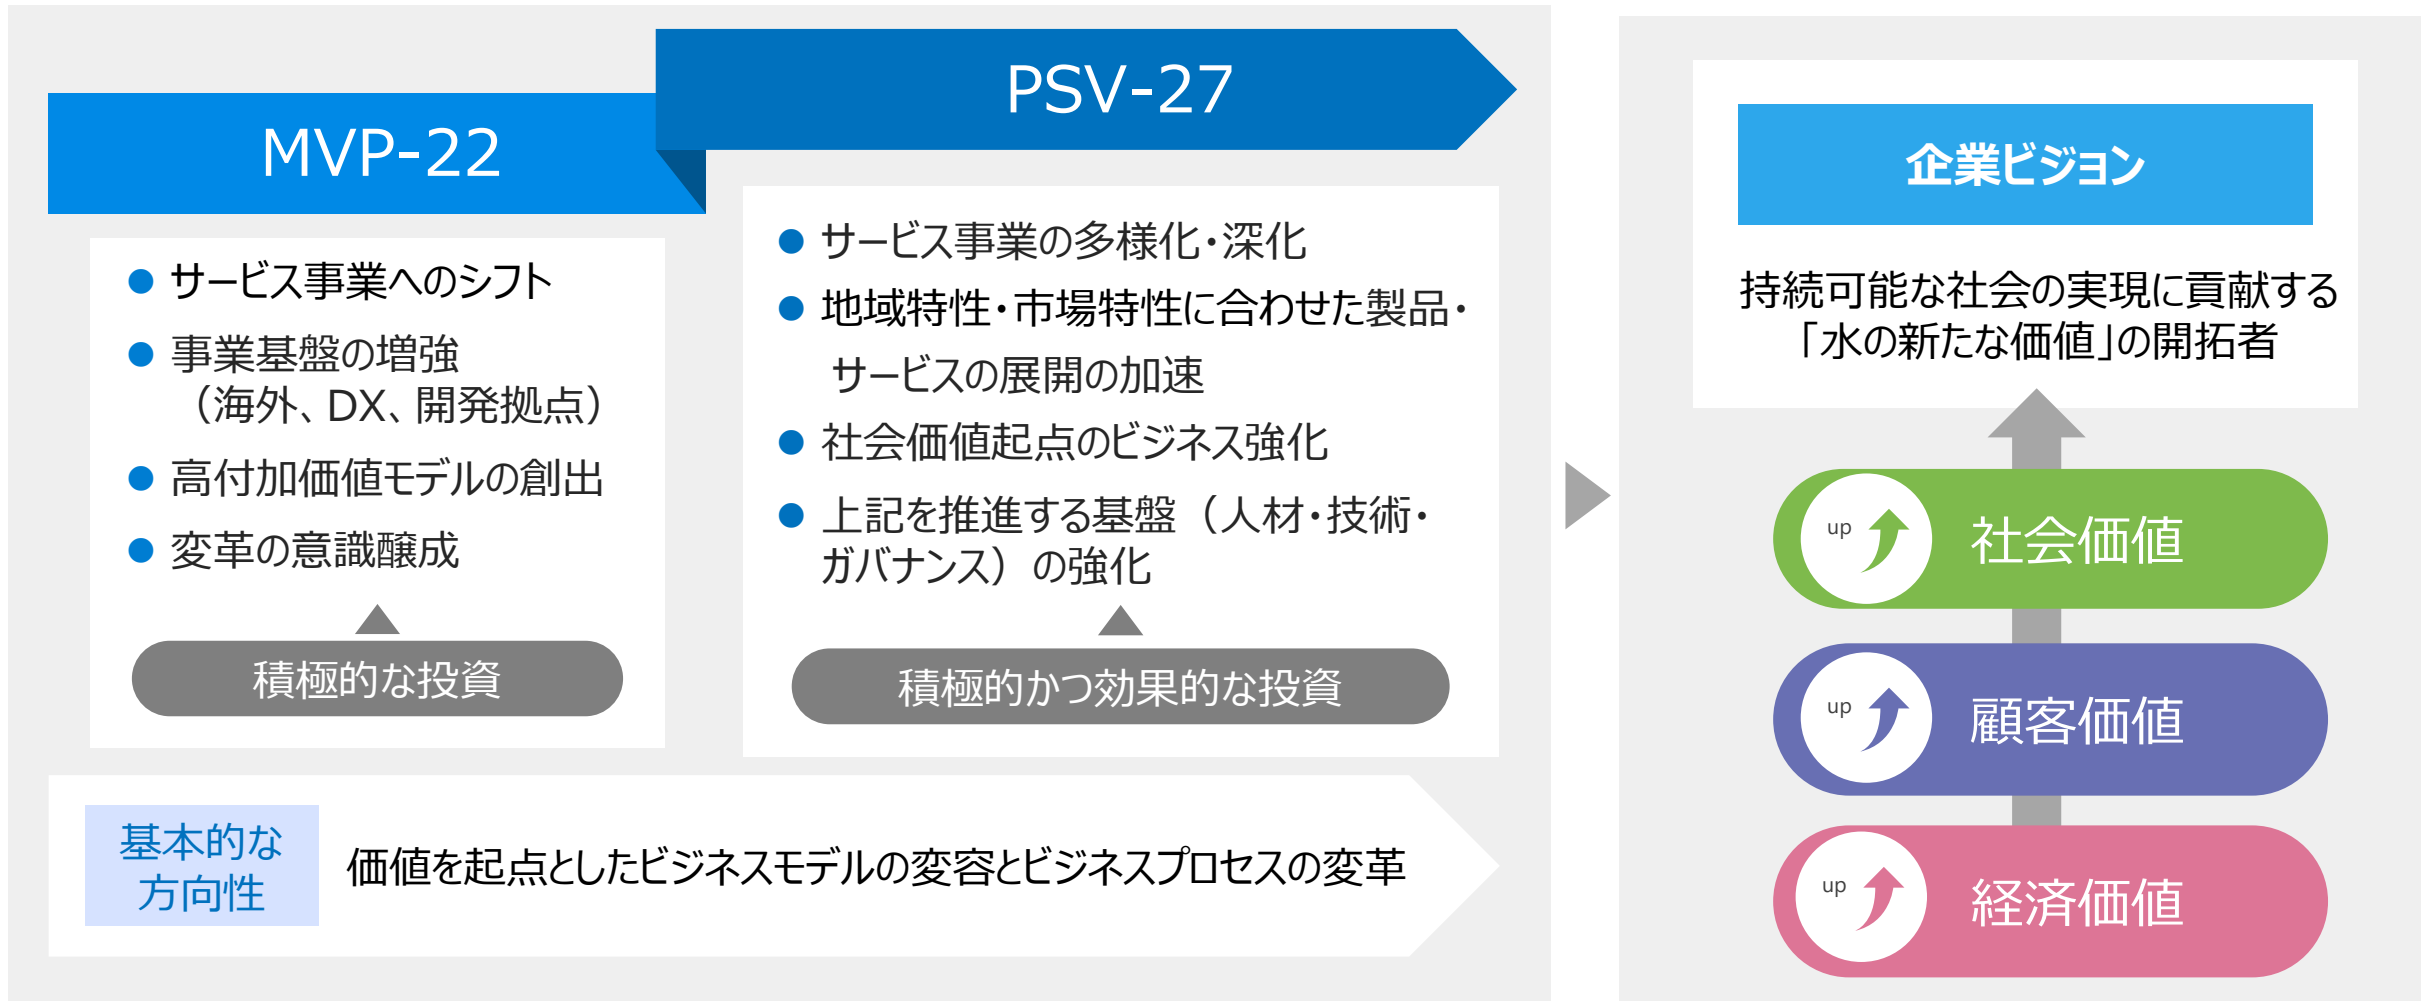 MVP-22
サービス事業へのシフト
事業基盤の増強
（海外、DX、開発拠点）
高付加価値モデルの創出
変革の意識醸成
積極的な投資
PSV-27
サービス事業の多様化・深化
地域特性・市場特性に合わせた製品・
サービスの展開の加速
社会価値起点のビジネス強化
上記を推進する基盤（人材・技術・
ガバナンス）の強化
積極的かつ効果的な投資
基本的な
方向性
価値を起点としたビジネスモデルの変容とビジネスプロセスの変革
企業ビジョン
持続可能な社会の実現に貢献する
「水の新たな価値」の開拓者
up
社会価値
up
顧客価値
up
経済価値